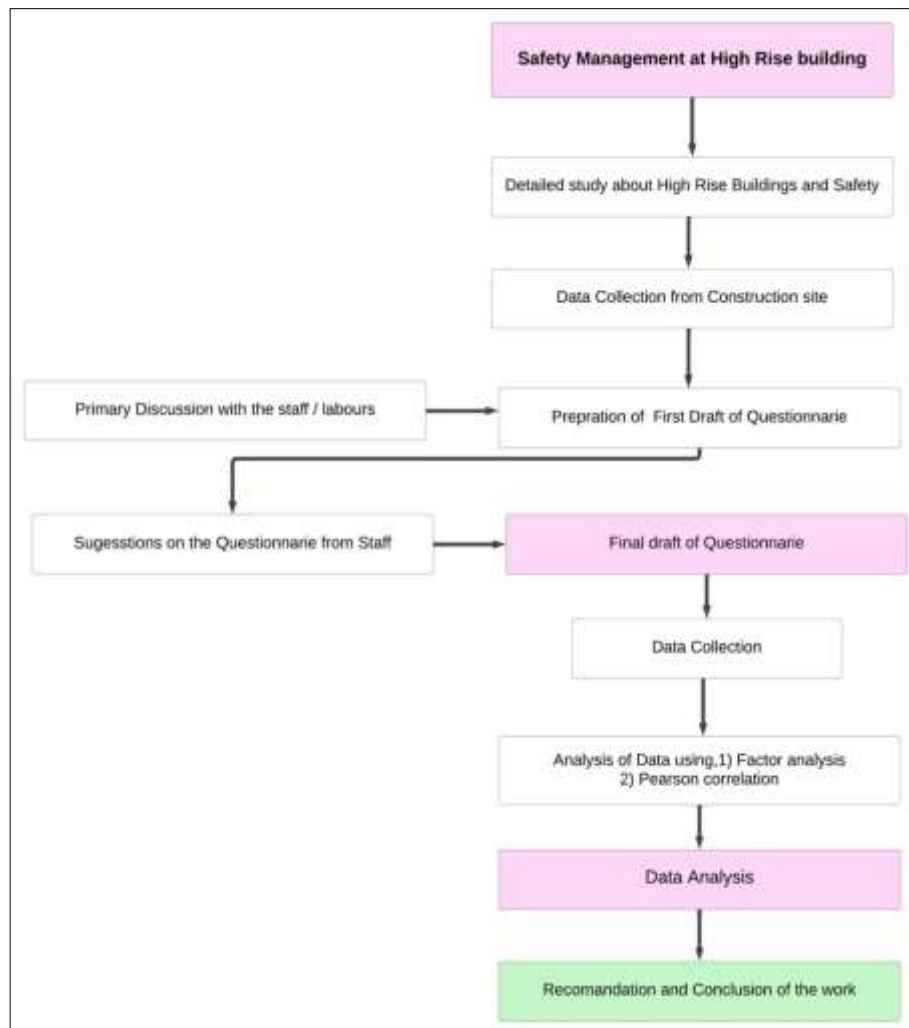 Safety Management at High Rise building
Detailed study about High Rise Buildings and Safety
Data Collection from Construction site
Primary Discussion with the staff / labours
Prepration of First Draft of Questionnarie
Sugesstions on the Questionnarie from Staff
Final draft of Questionnarie
Data Collection
Analysis of Data using,1) Factor analysis
2) Pearson correlation
Data Analysis
Recomandation and Conclusion of the work